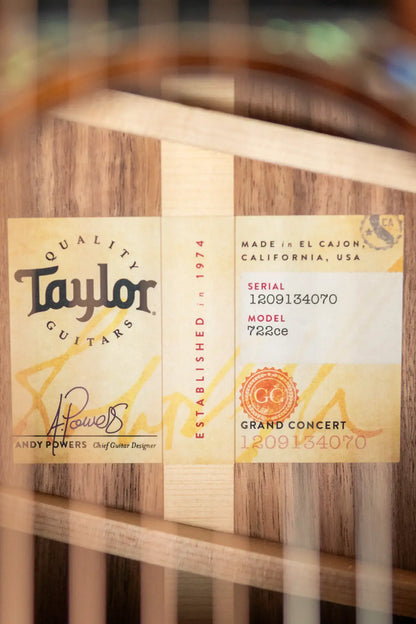 QUALITY
Taylor
GUITARS
A.Powers
ANDY POWERS Chief Guitar Designer
ESTABLISHED in 1974
CA
MADE in EL CAJON,
CALIFORNIA, USA
SERIAL
1209134070
MODEL
722ce
GC
GRAND CONCERT
1209134070